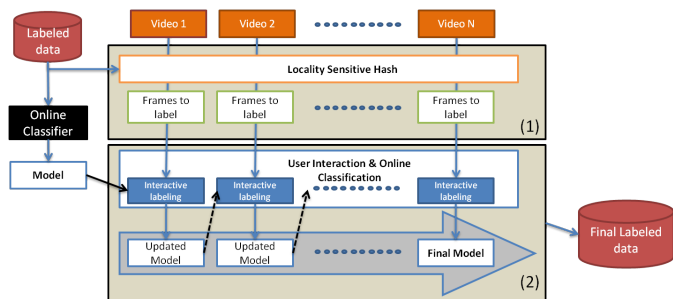 Labeled
data
Video 1
Video 2
Video N
Locality Sensitive Hash
Frames to
label
Frames to
label
Frames to
label
(1)
Online
Classifier
Model
User Interaction & Online
Classification
Interactive
labeling
Interactive
labeling
Interactive
labeling
Updated
Model
Updated
Model
Final Model
(2)
Final Labeled
data